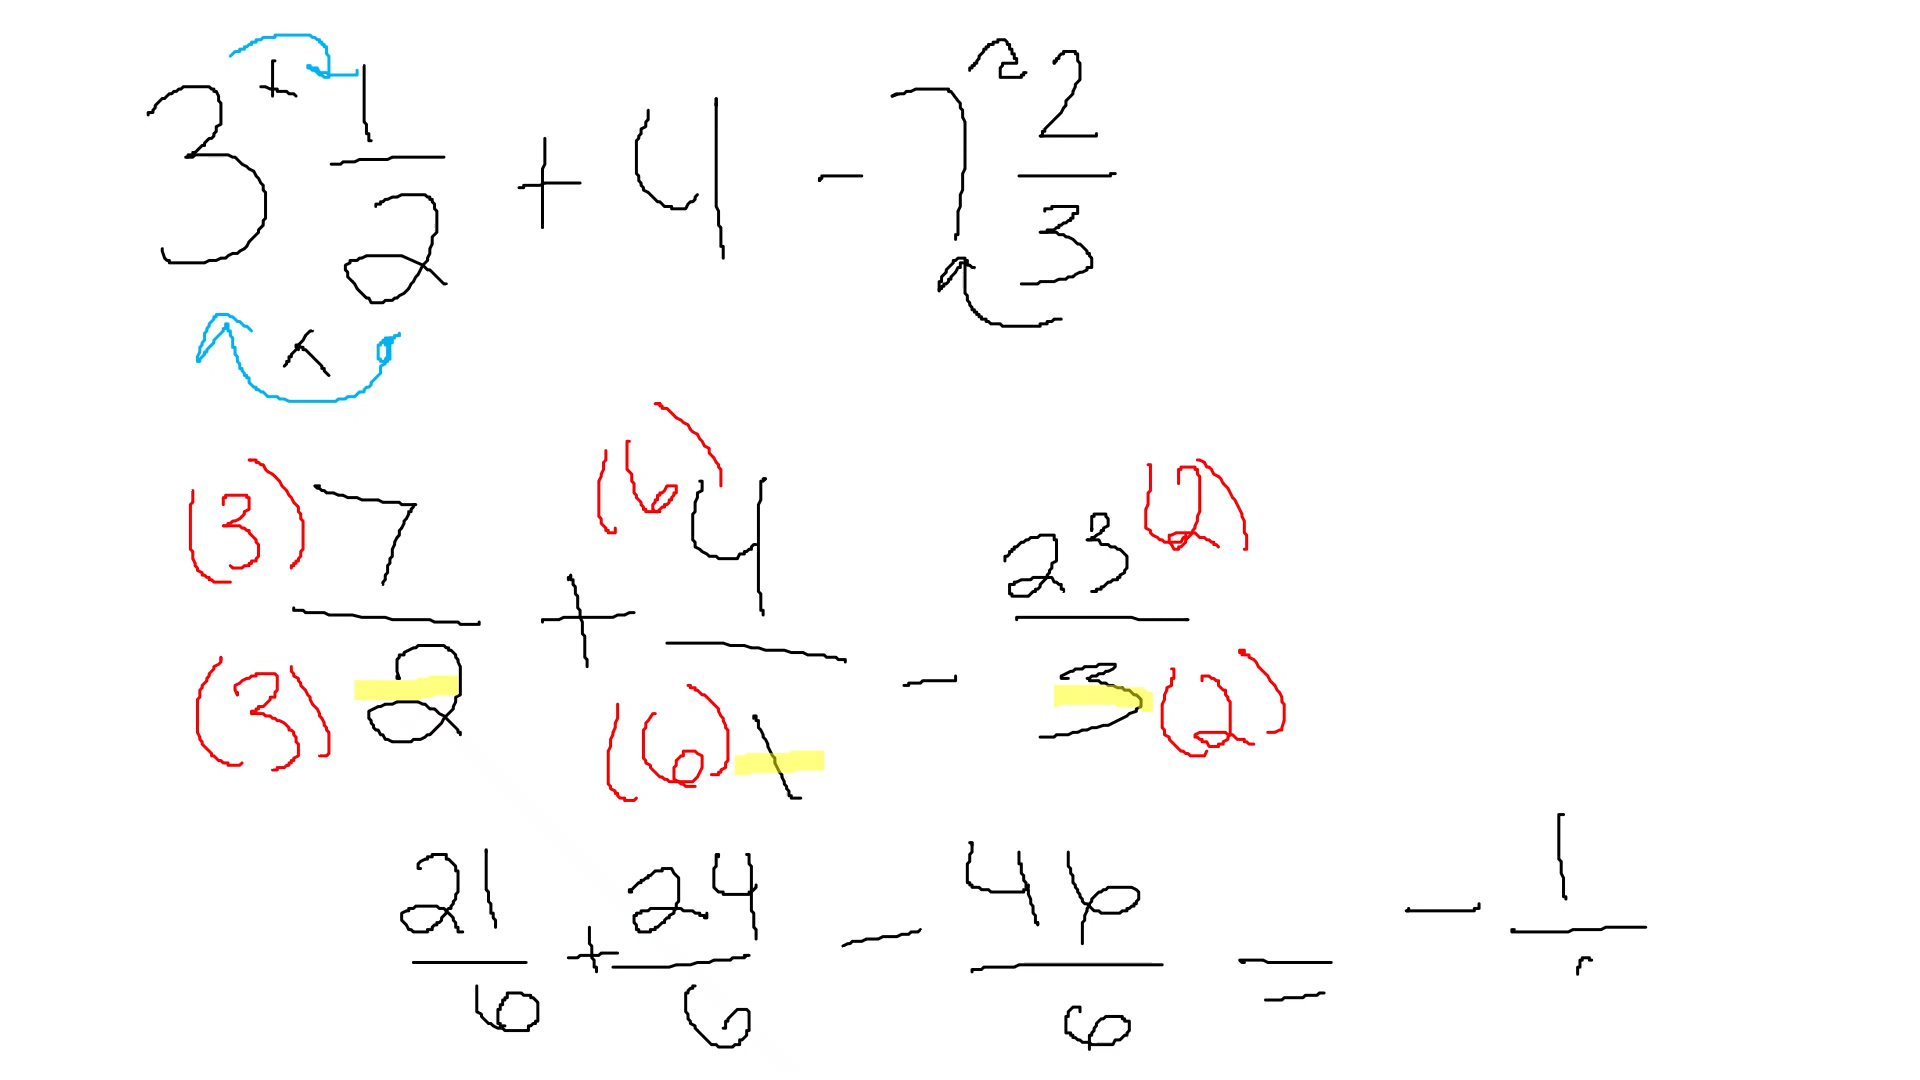 3 + 1/2 + 4 - 7 2/3
×
(3)7/(3)2 + (6)4/(6)1 - 23(2)/3(2)
21/6 + 24/6 - 46/6 = - 1/